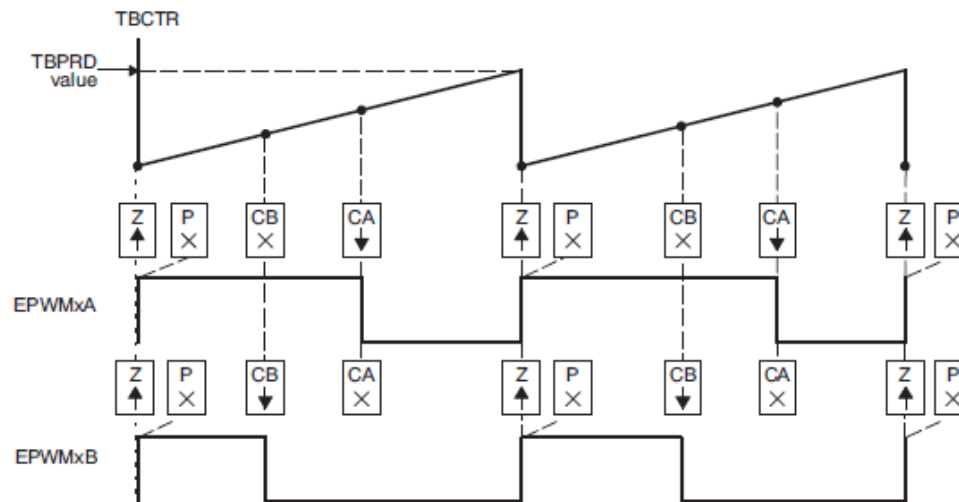 TBCTR
TBPRD
value
Z P CB CA Z P CB CA Z P
EPWMxA
Z P CB CA Z P CB CA Z P
EPWMxB